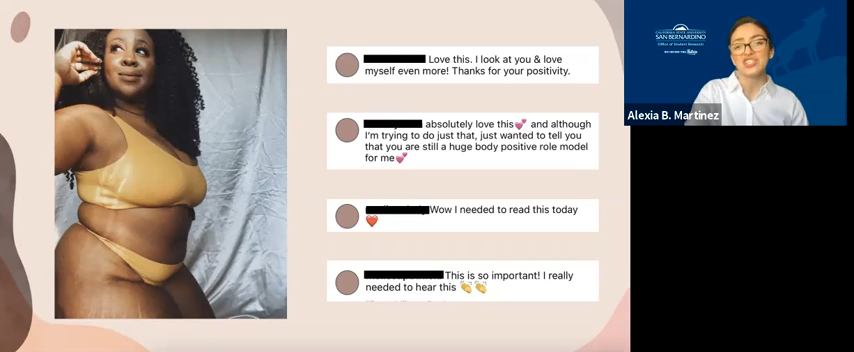 Love this. I look at you & love
myself even more! Thanks for your positivity.
absolutely love this💕 and although
I'm trying to do just that, just wanted to tell you
that you are still a huge body positive role model
for me💕
Wow I needed to read this today
❤️
This is so important! I really
needed to hear this 👏👏
CALIFORNIA STATE UNIVERSITY
SAN BERNARDINO
Office of Student Research
Alexia B. Martinez